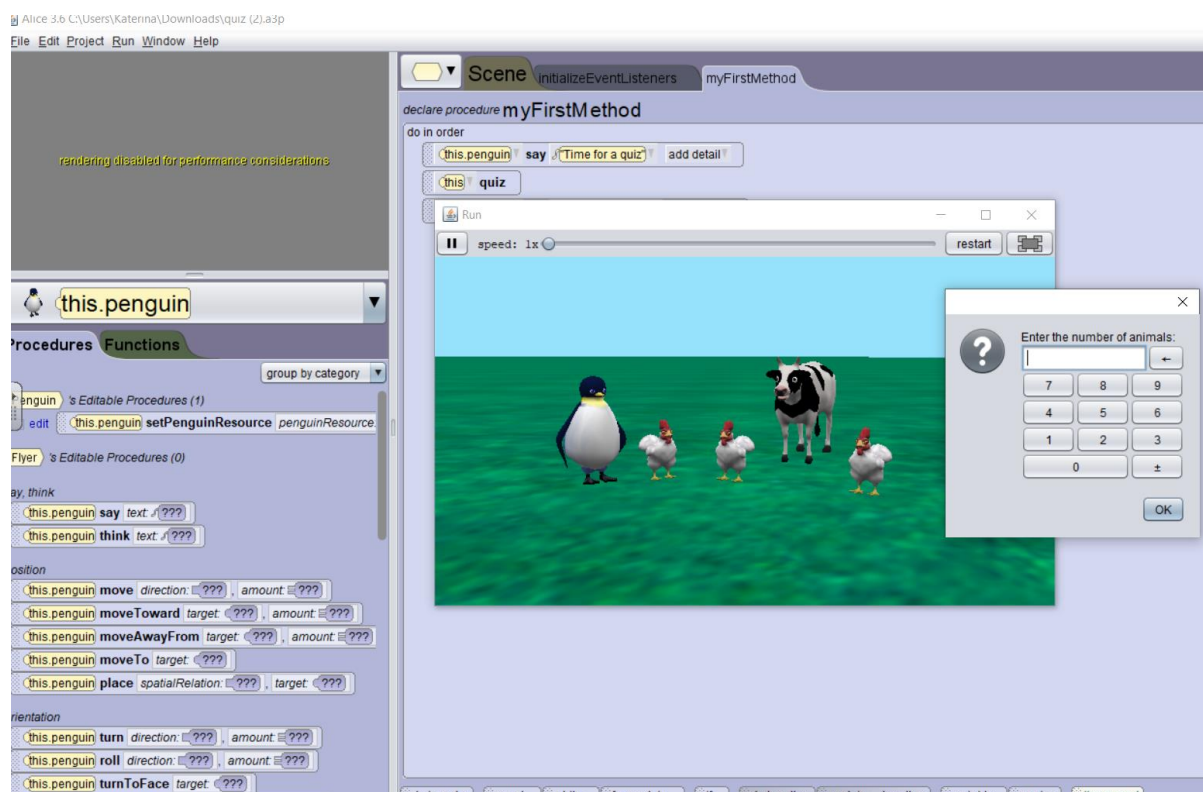 Alice 3.6 C:\Users\Katerina\Downloads\quiz (2).a3p
File Edit Project Run Window Help
rendering disabled for performance considerations
Scene initializeEventListeners myFirstMethod
declare procedure myFirstMethod
do in order
this.penguin say "Time for a quiz" add detail
this quiz
Run
speed: 1x restart
Enter the number of animals:
7 8 9
4 5 6
1 2 3
0 ±
OK
this.penguin
Procedures Functions
group by category
enguin 's Editable Procedures (1)
edit this.penguin setPenguinResource penguinResource:
Flyer 's Editable Procedures (0)
ay, think
this.penguin say text: ???
this.penguin think text: ???
osition
this.penguin move direction: ??? , amount: ???
this.penguin moveToward target: ??? , amount: ???
this.penguin moveAwayFrom target: ??? , amount: ???
this.penguin moveTo target: ???
this.penguin place spatialRelation: ??? , target: ???
rientation
this.penguin turn direction: ??? , amount: ???
this.penguin roll direction: ??? , amount: ???
this.penguin turnToFace target: ???